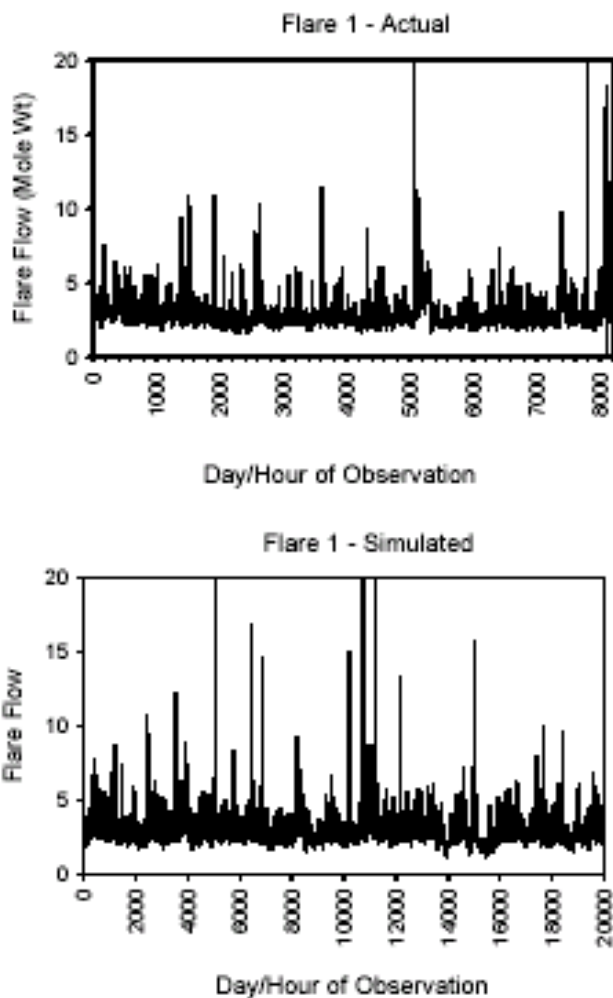 Flare 1 - Actual
Flare Flow (Mole Wt)
20
15
10
5
0
0 1000 2000 3000 4000 5000 6000 7000 8000
Day/Hour of Observation
Flare 1 - Simulated
Flare Flow
20
15
10
5
0
0 2000 4000 6000 8000 10000 12000 14000 16000 18000 20000
Day/Hour of Observation